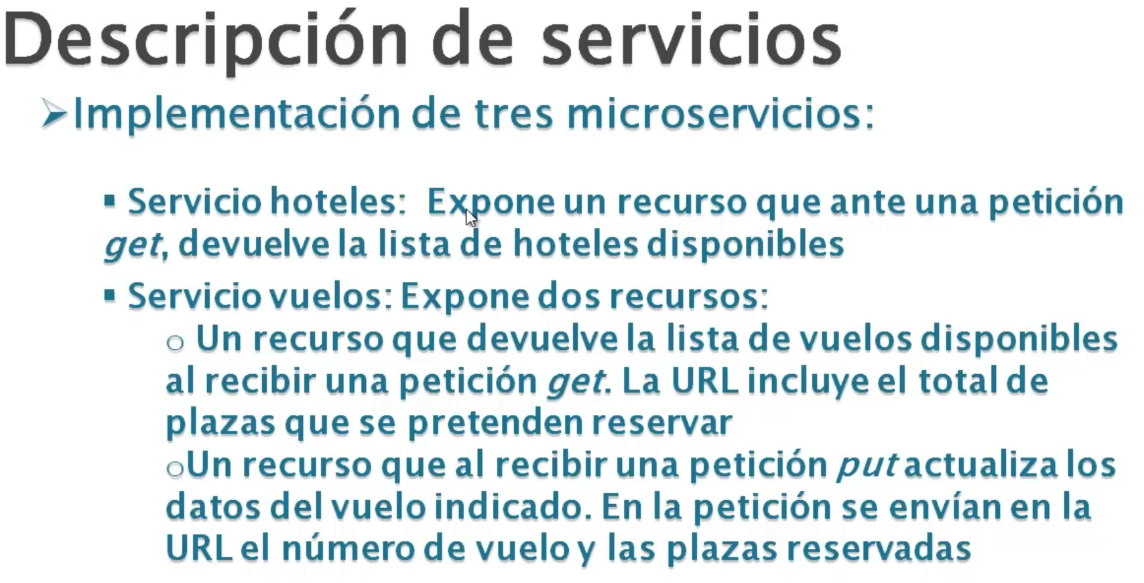 Descripción de servicios
➢Implementación de tres microservicios:
▪ Servicio hoteles: Expone un recurso que ante una petición
get, devuelve la lista de hoteles disponibles
▪ Servicio vuelos: Expone dos recursos:
o Un recurso que devuelve la lista de vuelos disponibles
al recibir una petición get. La URL incluye el total de
plazas que se pretenden reservar
oUn recurso que al recibir una petición put actualiza los
datos del vuelo indicado. En la petición se envían en la
URL el número de vuelo y las plazas reservadas